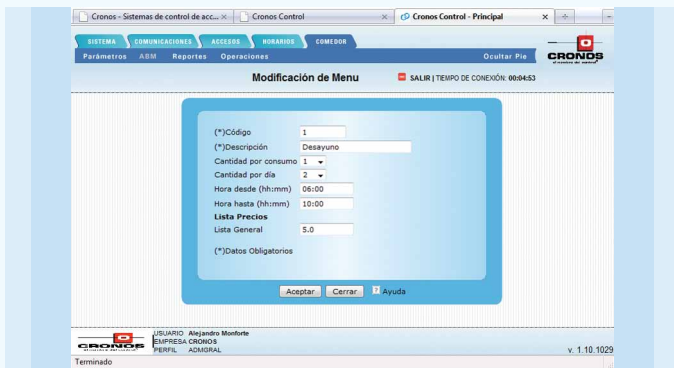 Cronos - Sistemas de control de acc... × Cronos Control × Cronos Control - Principal ×
SISTEMA COMUNICACIONES ACCESOS HORARIOS COMEDOR
Parámetros ABM Reportes Operaciones Ocultar Pie
CRONOS
Modificación de Menu SALIR | TIEMPO DE CONEXIÓN: 00:04:53
(*)Código 1
(*)Descripción Desayuno
Cantidad por consumo 1
Cantidad por día 2
Hora desde (hh:mm) 06:00
Hora hasta (hh:mm) 10:00
Lista Precios
Lista General 5.0
(*)Datos Obligatorios
Aceptar Cerrar ? Ayuda
USUARIO Alejandro Monforte
EMPRESA CRONOS
PERFIL ADMGRAL
CRONOS
v. 1.10.1029
Terminado